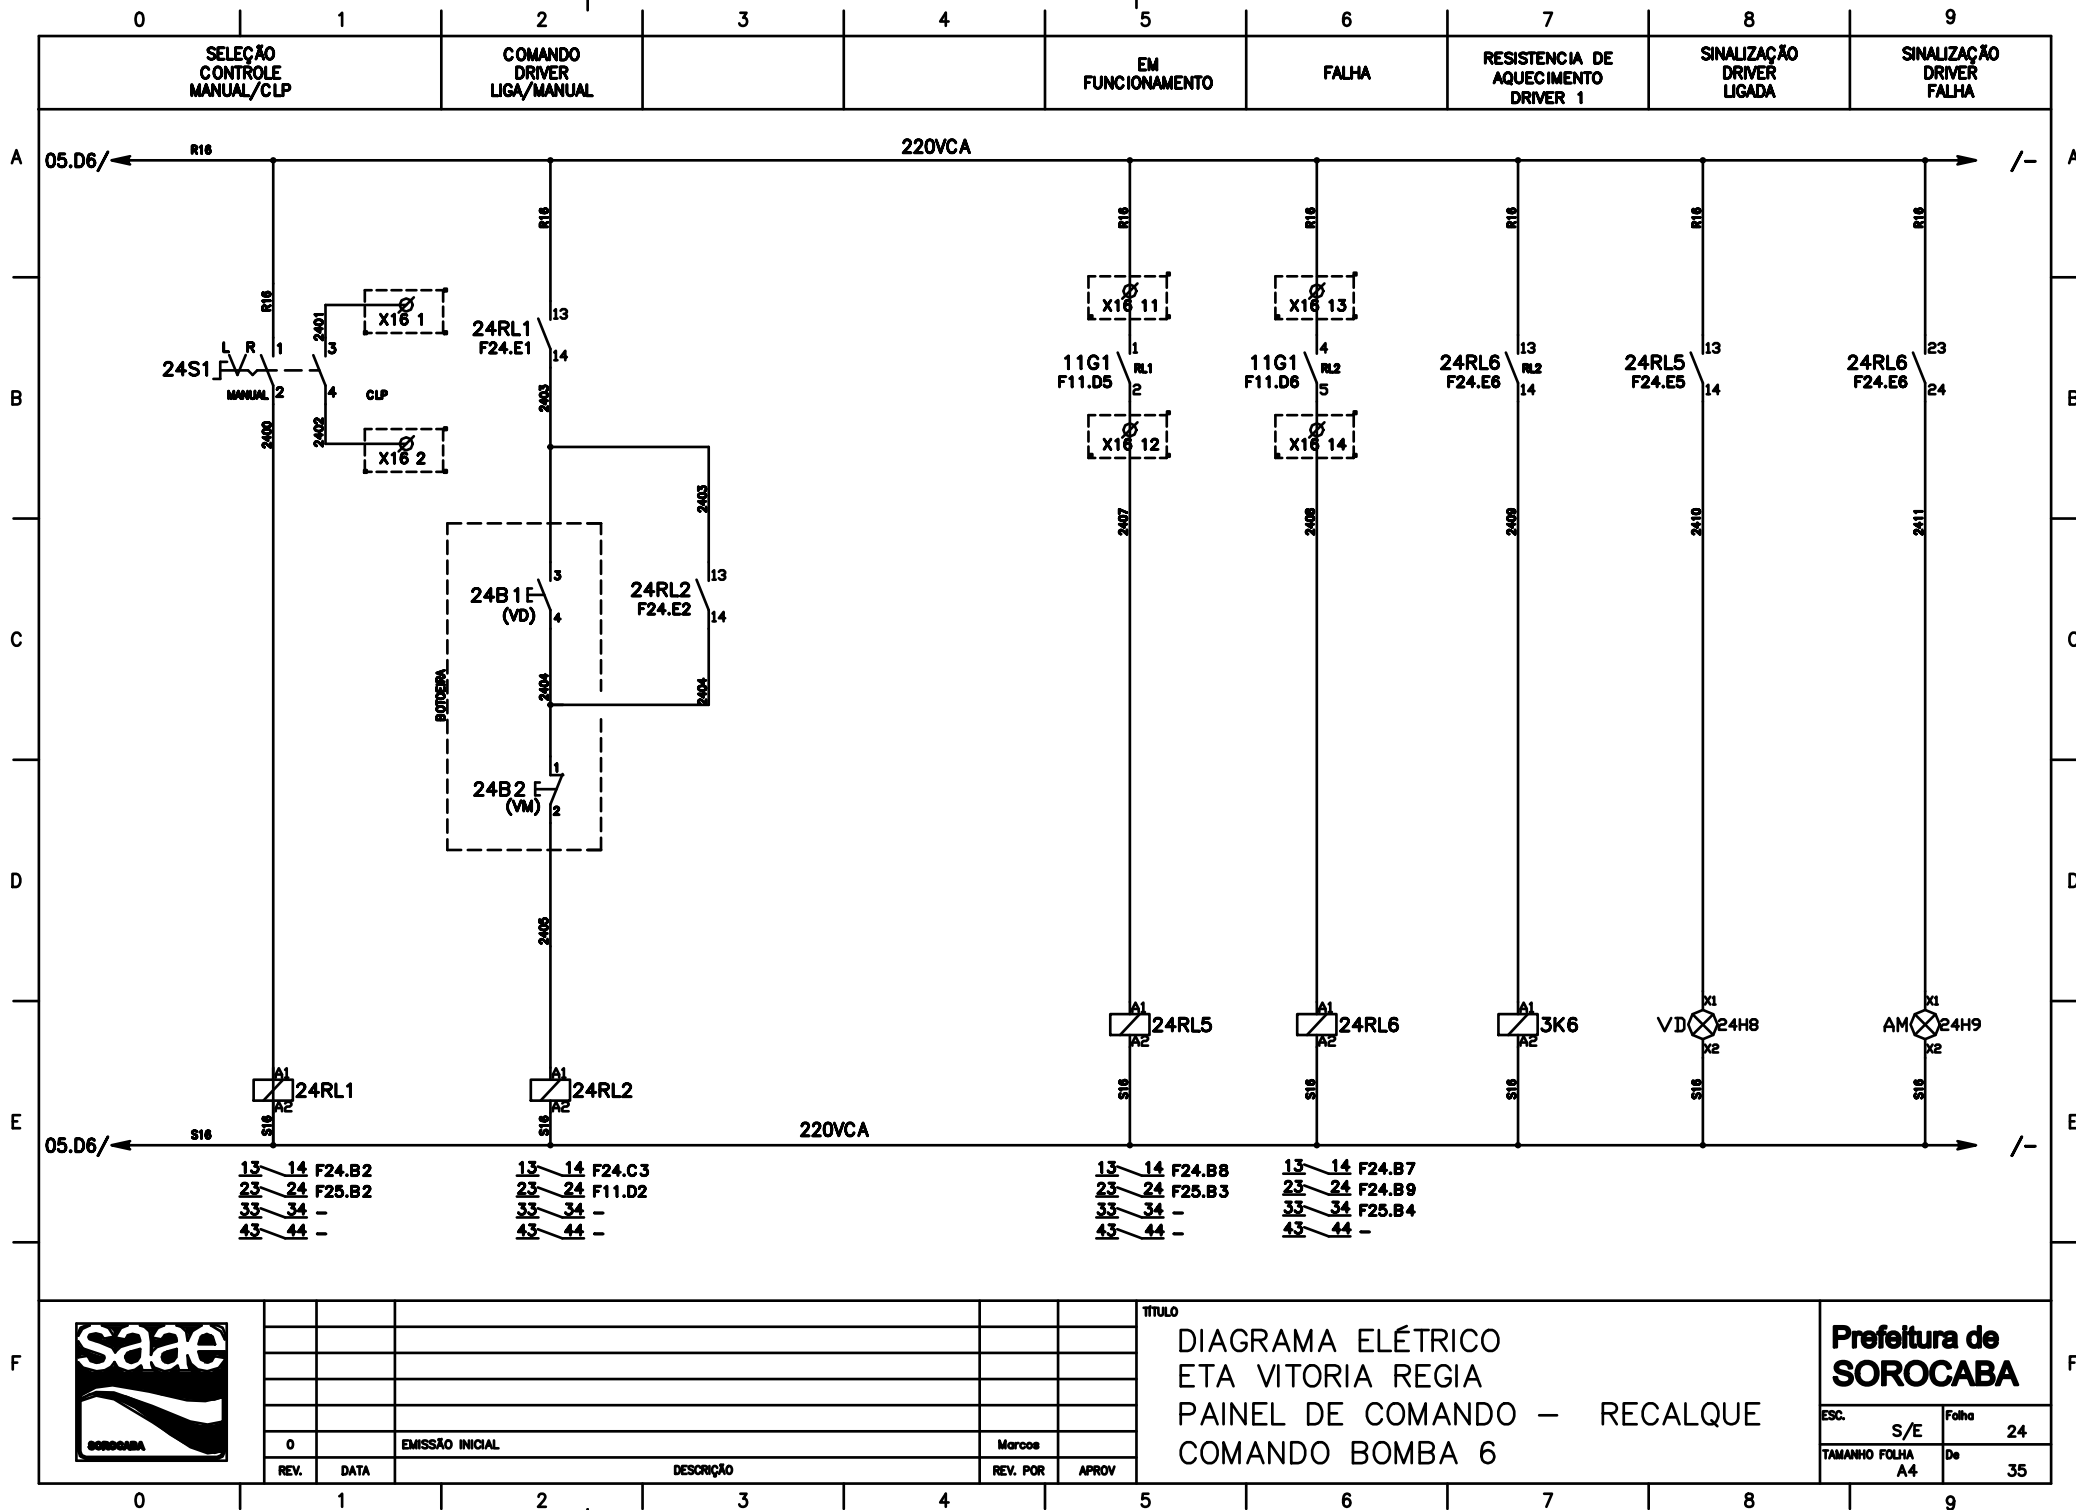 0 1 2 3 4 5 6 7 8 9
SELEÇÃO
CONTROLE
MANUAL/CLP
COMANDO
DRIVER
LIGA/MANUAL
EM
FUNCIONAMENTO
FALHA
RESISTENCIA DE
AQUECIMENTO
DRIVER 1
SINALIZAÇÃO
DRIVER
LIGADA
SINALIZAÇÃO
DRIVER
FALHA
A 05.D6/ R16 220VCA /- A
R16 R16 R16 R16 R16 R16
R16
2401
X16 1
24S1 L R 1 3
MANUAL 2 4 CLP
2400 2402
X16 2
24RL1 13
F24.E1 14
2403
X16 11
11G1 1 RL1
F11.D5 2
X16 12
X16 13
11G1 4 RL2
F11.D6 5
X16 14
24RL6 13 RL2
F24.E6 14
24RL5 13
F24.E5 14
24RL6 23
F24.E6 24
B B
2403
2407 2408 2409 2410 2411
BOTOEIRA
24B1 3
(VD) 4
24RL2 13
F24.E2 14
C C
2404 2404
24B2 1
(VM) 2
D D
2405
A1 24RL5 A2
A1 24RL6 A2
A1 3K6 A2
X1 VD 24H8 X2
X1 AM 24H9 X2
A1 24RL1 A2
A1 24RL2 A2
S16 S16 S16 S16 S16 S16 S16
E 05.D6/ S16 220VCA /- E
13 14 F24.B2
23 24 F25.B2
33 34 -
43 44 -
13 14 F24.C3
23 24 F11.D2
33 34 -
43 44 -
13 14 F24.B8
23 24 F25.B3
33 34 -
43 44 -
13 14 F24.B7
23 24 F24.B9
33 34 F25.B4
43 44 -
F F
saae
SOROCABA
0 EMISSÃO INICIAL Marcos
REV. DATA DESCRIÇÃO REV. POR APROV
TÍTULO
DIAGRAMA ELÉTRICO
ETA VITORIA REGIA
PAINEL DE COMANDO - RECALQUE
COMANDO BOMBA 6
Prefeitura de
SOROCABA
ESC. S/E
Folha 24
TAMANHO FOLHA A4
De 35
0 1 2 3 4 5 6 7 8 9